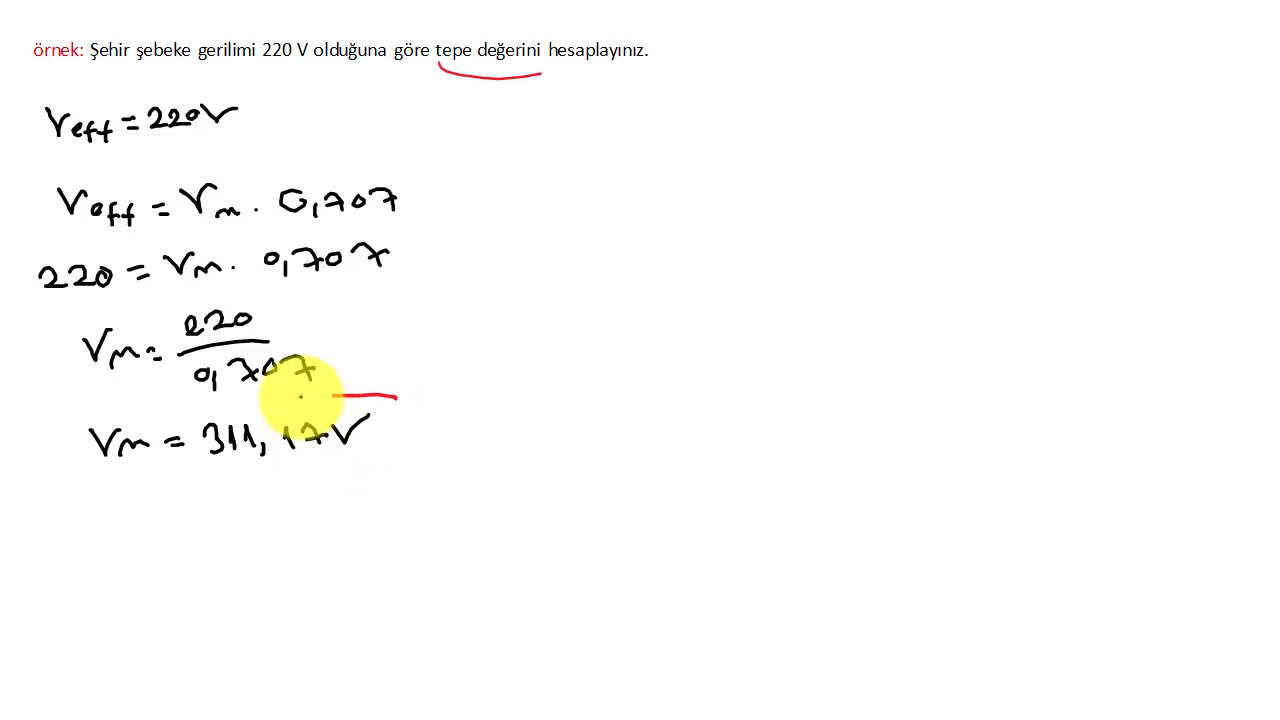 örnek: Şehir şebeke gerilimi 220 V olduğuna göre tepe değerini hesaplayınız.
Veff = 220V
Veff = Vm . 0,707
220 = Vm . 0,707
Vm = 220 / 0,707
Vm = 311,17V